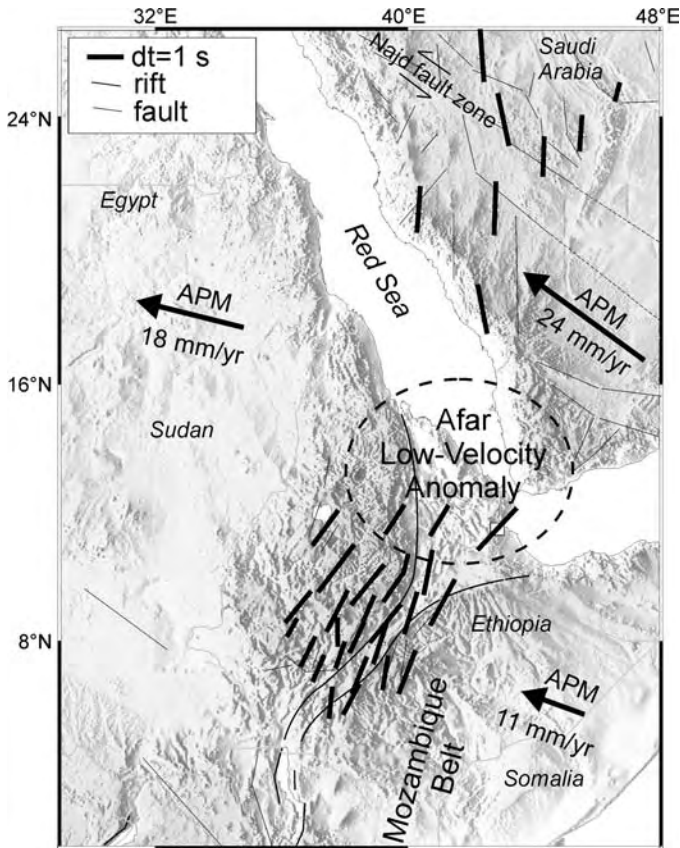 32°E 40°E 48°E
dt=1 s
rift
fault
Najd fault zone
Saudi
Arabia
24°N
Egypt
Red Sea
APM
18 mm/yr
APM
24 mm/yr
16°N
Sudan
Afar
Low-Velocity
Anomaly
8°N
Ethiopia
APM
11 mm/yr
Mozambique
Belt
Somalia